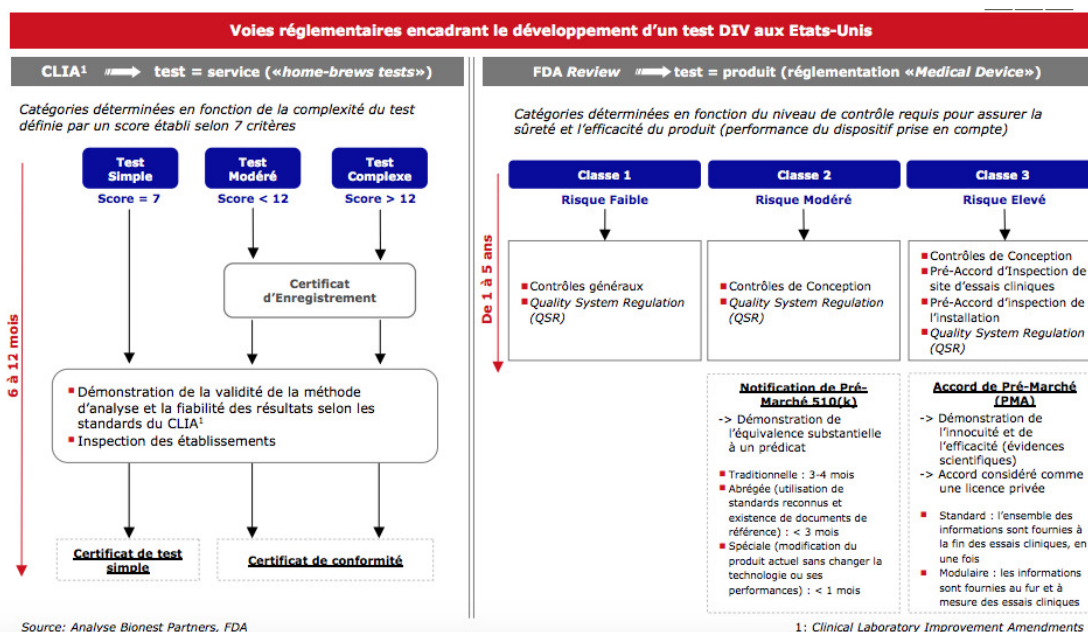 Voies réglementaires encadrant le développement d'un test DIV aux Etats-Unis
CLIA¹ test = service («home-brews tests»)
Catégories déterminées en fonction de la complexité du test
définie par un score établi selon 7 critères
Test
Simple
Score = 7
Test
Modéré
Score < 12
Test
Complexe
Score > 12
Certificat
d'Enregistrement
6 à 12 mois
Démonstration de la validité de la méthode
d'analyse et la fiabilité des résultats selon les
standards du CLIA¹
Inspection des établissements
Certificat de test
simple
Certificat de conformité
FDA Review test = produit (réglementation «Medical Device»)
Catégories déterminées en fonction du niveau de contrôle requis pour assurer la
sûreté et l'efficacité du produit (performance du dispositif prise en compte)
De 1 à 5 ans
Classe 1
Risque Faible
Contrôles généraux
Quality System Regulation
(QSR)
Classe 2
Risque Modéré
Contrôles de Conception
Quality System Regulation
(QSR)
Notification de Pré-
Marché 510(k)
-> Démonstration de
l'équivalence substantielle
à un prédicat
Traditionnelle : 3-4 mois
Abrégée (utilisation de
standards reconnus et
existence de documents de
référence) : < 3 mois
Spéciale (modification du
produit actuel sans changer la
technologie ou ses
performances) : < 1 mois
Classe 3
Risque Elevé
Contrôles de Conception
Pré-Accord d'Inspection de
site d'essais cliniques
Pré-Accord d'inspection de
l'installation
Quality System Regulation
(QSR)
Accord de Pré-Marché
(PMA)
-> Démonstration de
l'innocuité et de
l'efficacité (évidences
scientifiques)
-> Accord considéré comme
une licence privée
Standard : l'ensemble des
informations sont fournies à
la fin des essais cliniques, en
une fois
Modulaire : les informations
sont fournies au fur et à
mesure des essais cliniques
Source: Analyse Bionest Partners, FDA
1: Clinical Laboratory Improvement Amendments